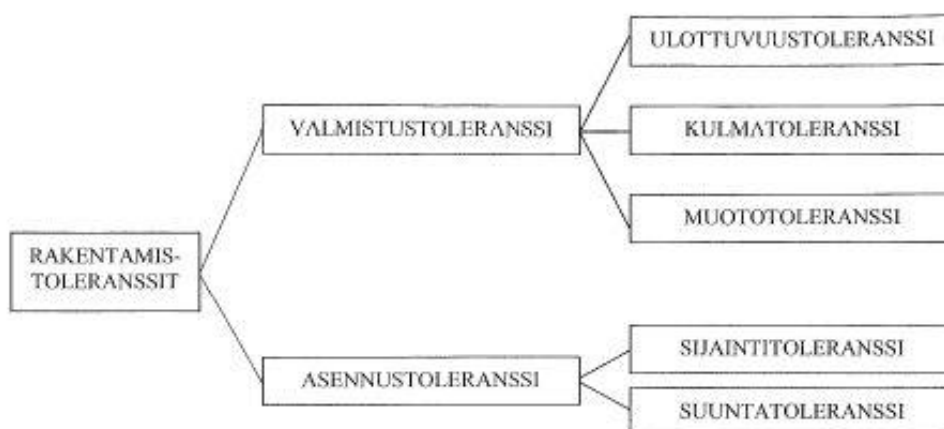 ULOTTUVUUSTOLERANSSI
VALMISTUSTOLERANSSI
KULMATOLERANSSI
MUOTOTOLERANSSI
RAKENTAMIS-
TOLERANSSIT
SIJAINTITOLERANSSI
ASENNUSTOLERANSSI
SUUNTATOLERANSSI